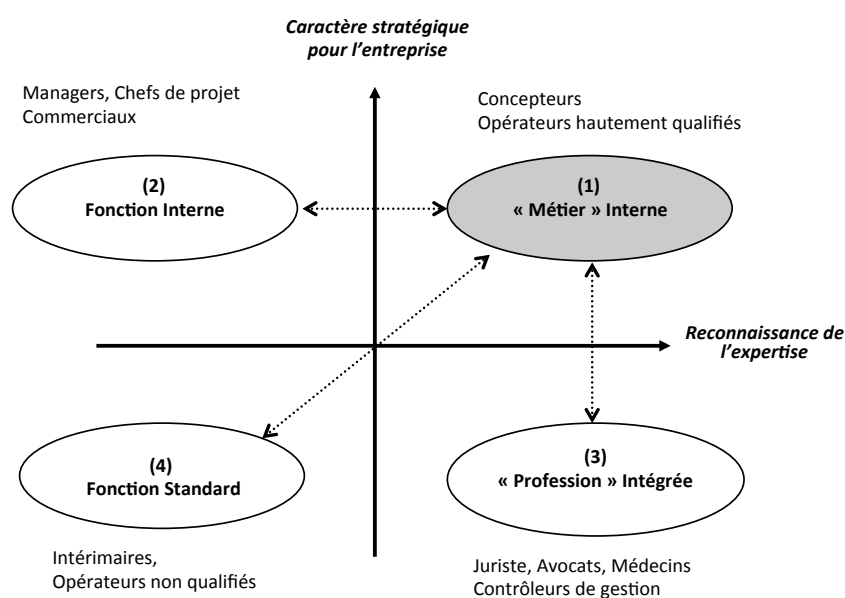 Caractère stratégique
pour l'entreprise
Managers, Chefs de projet
Commerciaux
Concepteurs
Opérateurs hautement qualifiés
(2)
Fonction Interne
(1)
« Métier » Interne
Reconnaissance de
l'expertise
(4)
Fonction Standard
(3)
« Profession » Intégrée
Intérimaires,
Opérateurs non qualifiés
Juriste, Avocats, Médecins
Contrôleurs de gestion